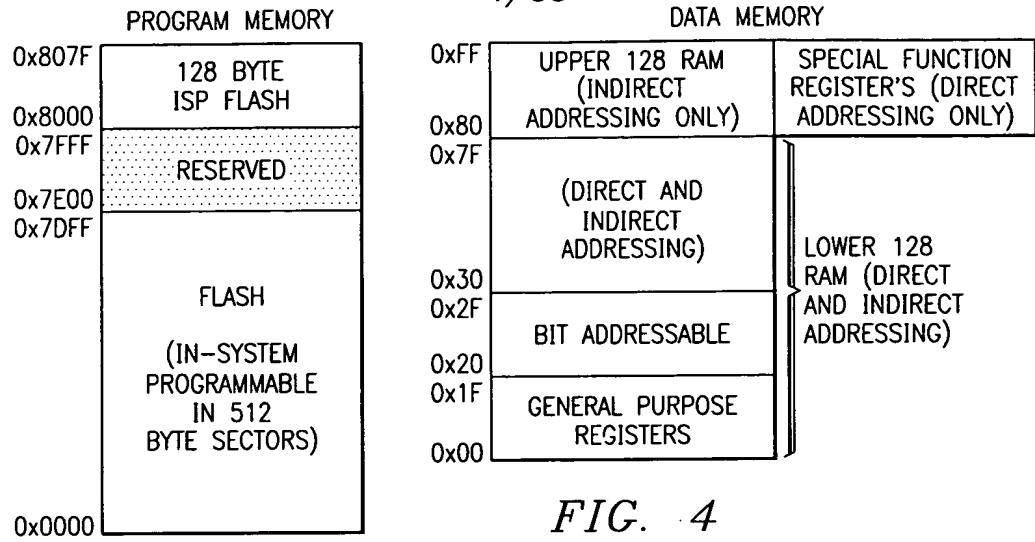 PROGRAM MEMORY
0x807F
128 BYTE
ISP FLASH
0x8000
0x7FFF
RESERVED
0x7E00
0x7DFF
FLASH
(IN-SYSTEM
PROGRAMMABLE
IN 512
BYTE SECTORS)
0x0000
DATA MEMORY
0xFF
UPPER 128 RAM
(INDIRECT
ADDRESSING ONLY)
0x80
SPECIAL FUNCTION
REGISTER'S (DIRECT
ADDRESSING ONLY)
0x7F
(DIRECT AND
INDIRECT
ADDRESSING)
0x30
0x2F
BIT ADDRESSABLE
0x20
0x1F
GENERAL PURPOSE
REGISTERS
0x00
LOWER 128
RAM (DIRECT
AND INDIRECT
ADDRESSING)
FIG. 4